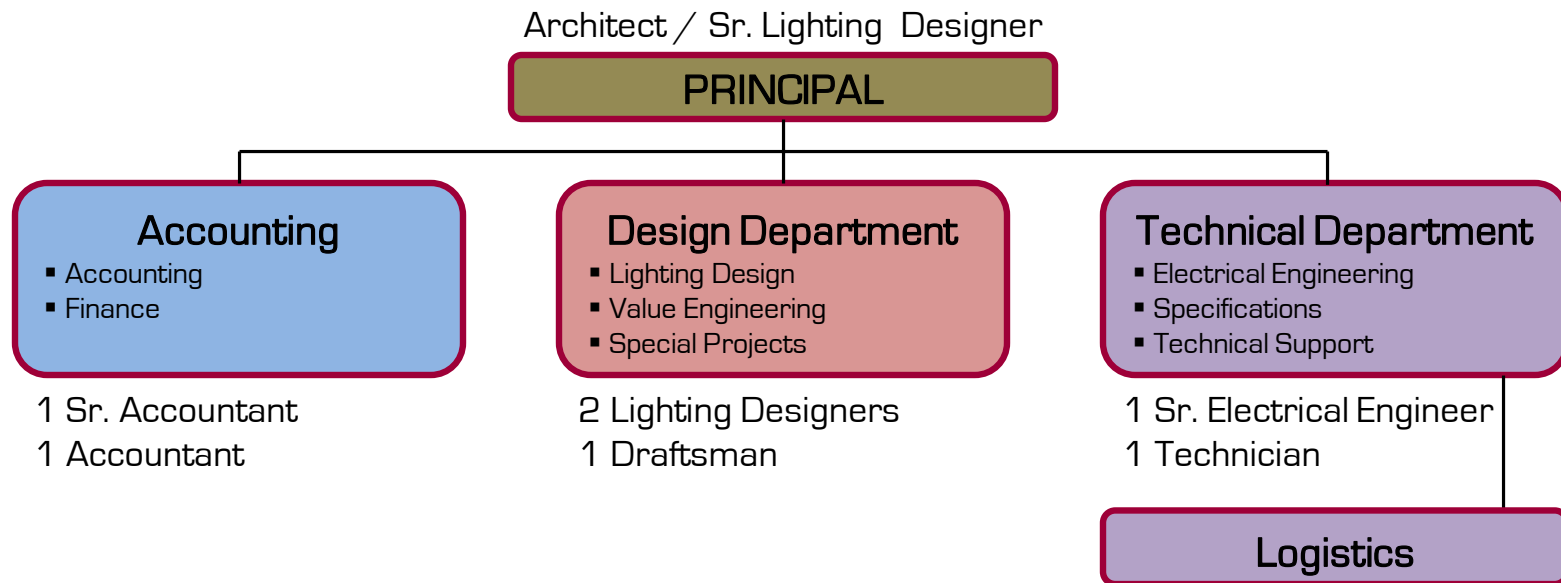 Architect / Sr. Lighting Designer
PRINCIPAL
Accounting
▪ Accounting
▪ Finance
1 Sr. Accountant
1 Accountant
Design Department
▪ Lighting Design
▪ Value Engineering
▪ Special Projects
2 Lighting Designers
1 Draftsman
Technical Department
▪ Electrical Engineering
▪ Specifications
▪ Technical Support
1 Sr. Electrical Engineer
1 Technician
Logistics